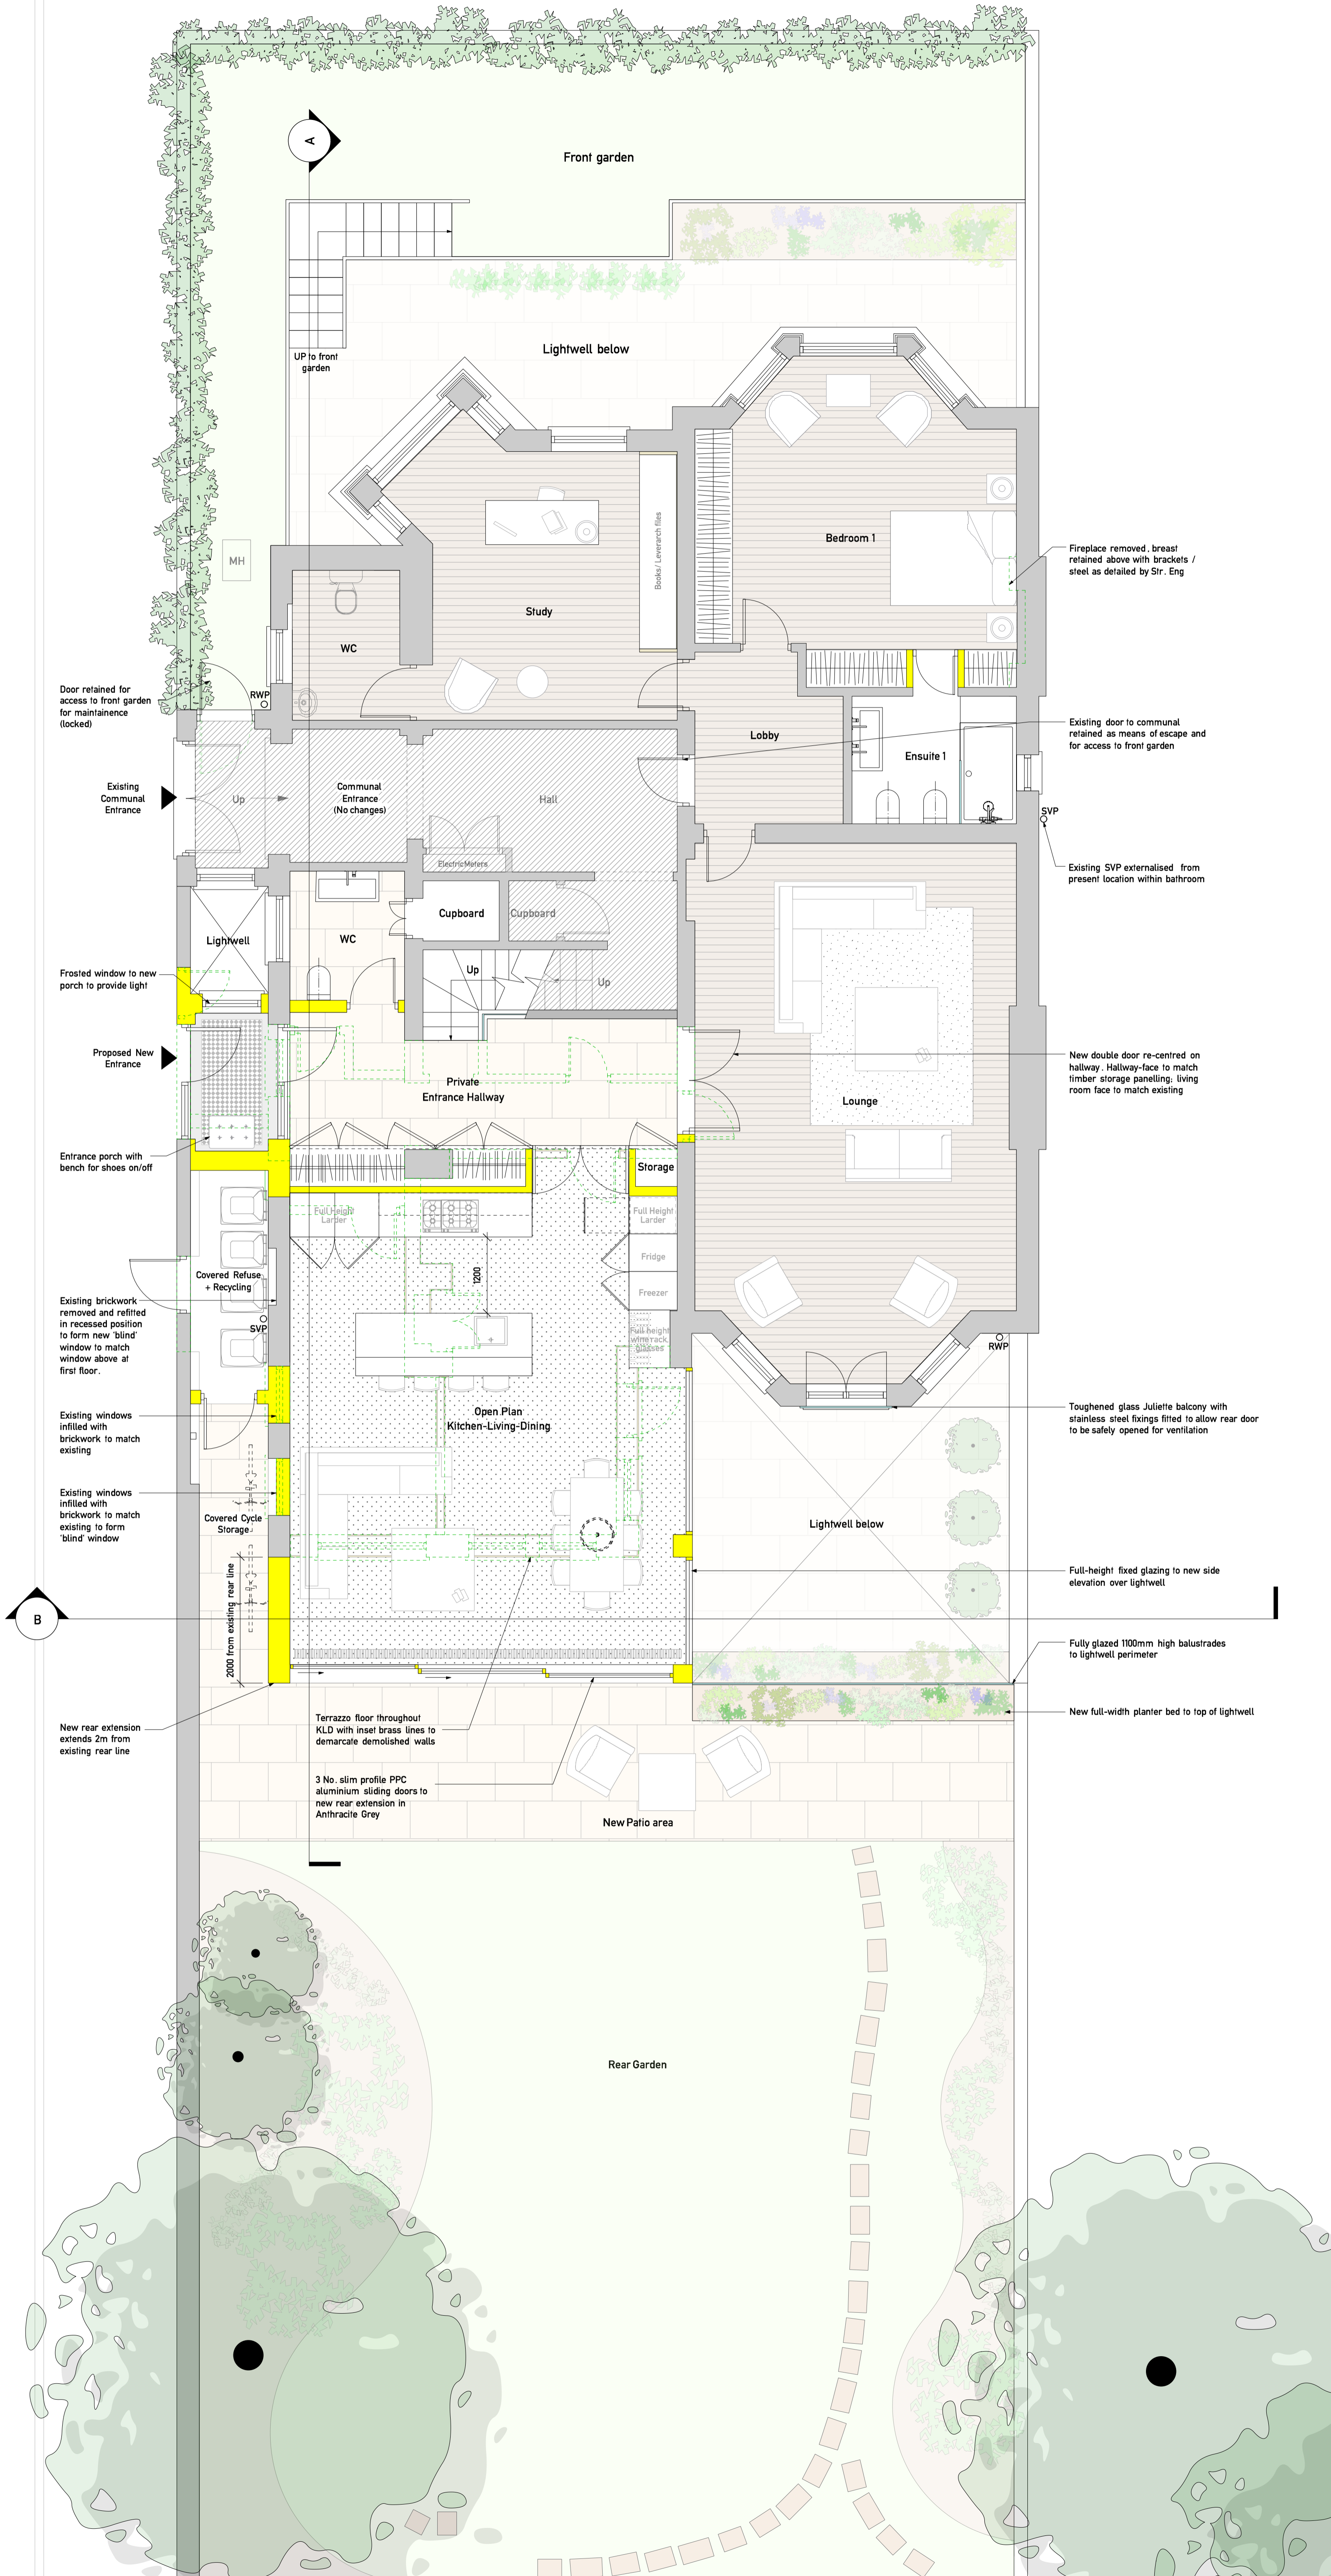 A
Front garden
Lightwell below
UP to front
garden
Bedroom 1
Books/ Leverarch files
MH
Study
WC
Fireplace removed, breast
retained above with brackets /
steel as detailed by Str. Eng
Door retained for
access to front garden
for maintainence
(locked)
RWP
Lobby
Ensuite 1
Existing door to communal
retained as means of escape and
for access to front garden
Existing
Communal
Entrance
Up
Communal
Entrance
(No changes)
Hall
SVP
ElectricMeters
Existing SVP externalised from
present location within bathroom
Cupboard
Cupboard
Lightwell
WC
Up
Up
Frosted window to new
porch to provide light
Proposed New
Entrance
Private
Entrance Hallway
New double door re-centred on
hallway. Hallway-face to match
timber storage panelling; living
room face to match existing
Lounge
Entrance porch with
bench for shoes on/off
Storage
Full Height
Larder
Full Height
Larder
Fridge
Freezer
1200
Covered Refuse
+ Recycling
SVP
Existing brickwork
removed and refitted
in recessed position
to form new 'blind'
window to match
window above at
first floor.
Full height
wine rack,
glasses
RWP
Open Plan
Kitchen-Living-Dining
Toughened glass Juliette balcony with
stainless steel fixings fitted to allow rear door
to be safely opened for ventilation
Existing windows
infilled with
brickwork to match
existing
Existing windows
infilled with
brickwork to match
existing to form
'blind' window
Covered Cycle
Storage
Lightwell below
2000 from existing rear line
Full-height fixed glazing to new side
elevation over lightwell
B
Fully glazed 1100mm high balustrades
to lightwell perimeter
New full-width planter bed to top of lightwell
New rear extension
extends 2m from
existing rear line
Terrazzo floor throughout
KLD with inset brass lines to
demarcate demolished walls
3 No. slim profile PPC
aluminium sliding doors to
new rear extension in
Anthracite Grey
New Patio area
Rear Garden